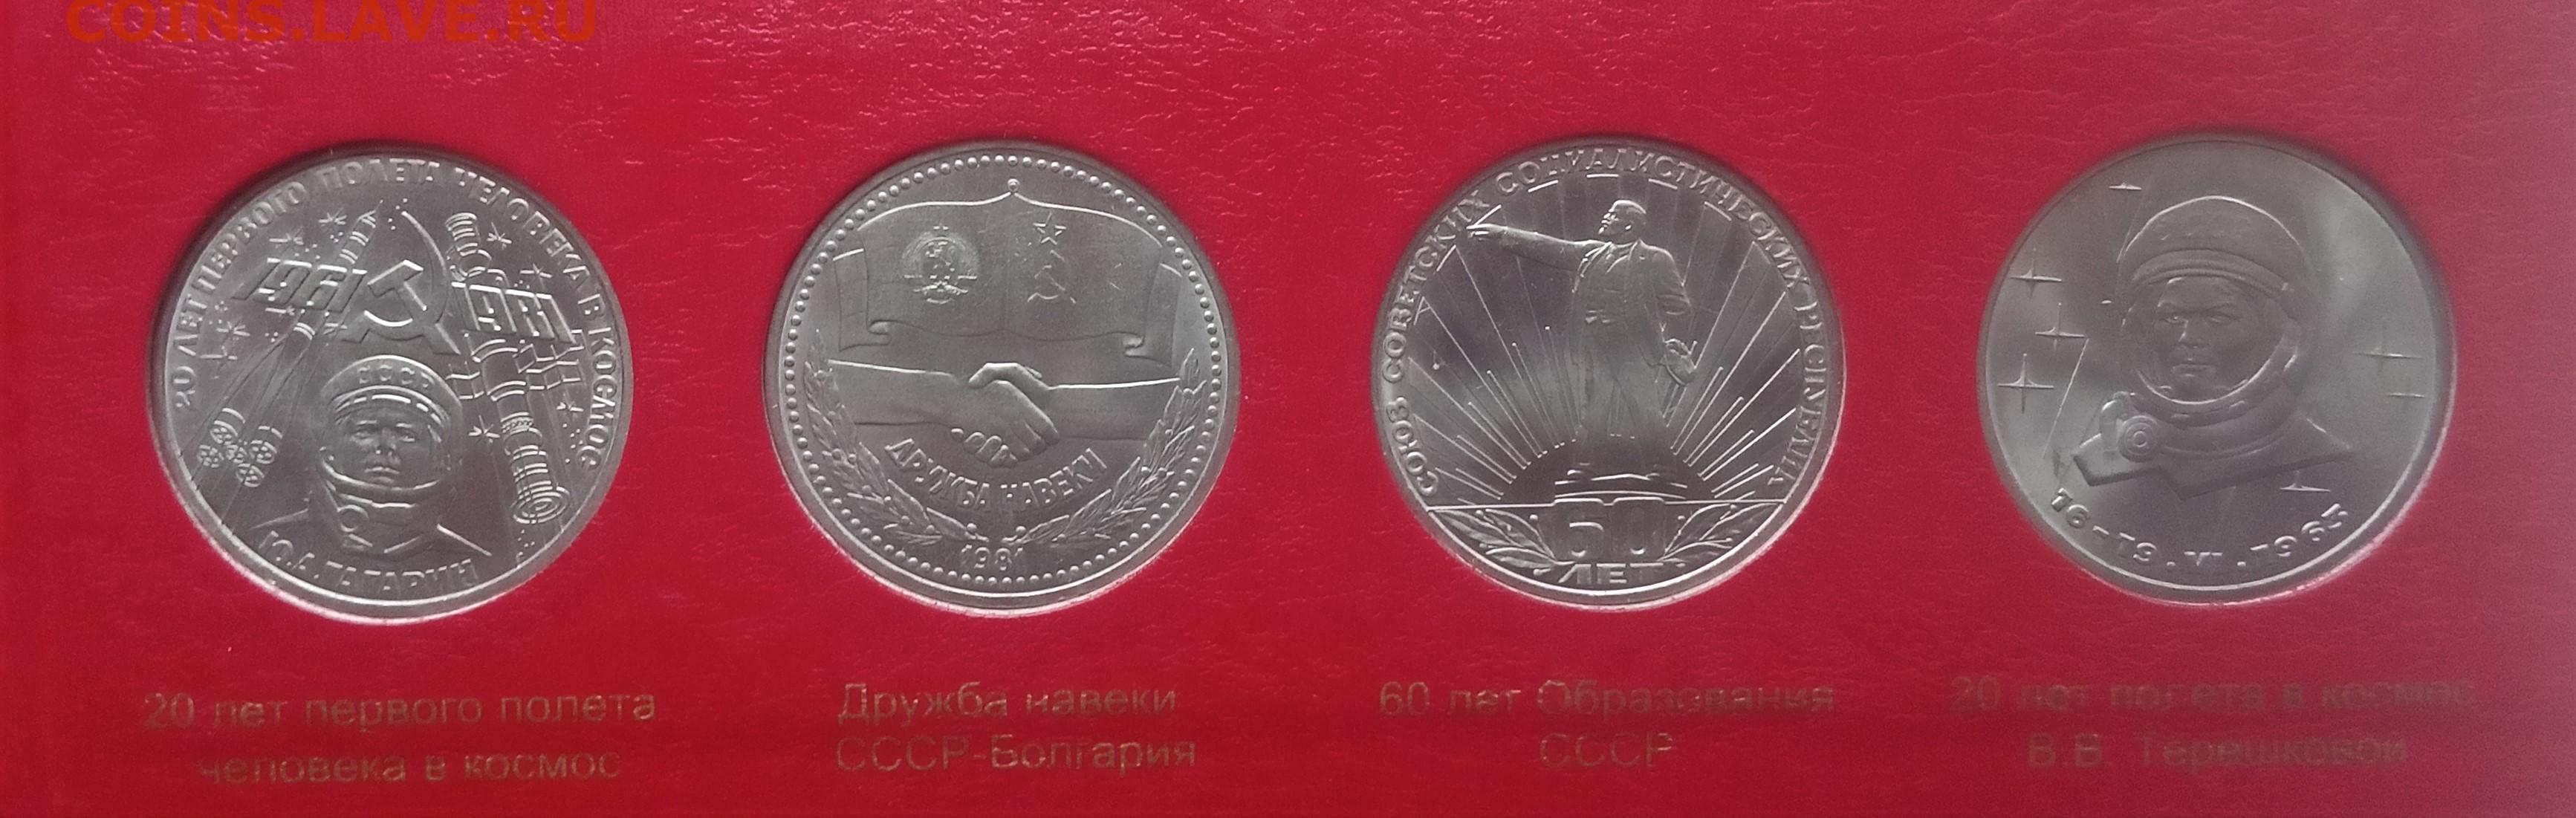 COINS.LAVE.RU
20 ЛЕТ ПЕРВОГО ПОЛЕТА ЧЕЛОВЕКА В КОСМОС
1961 1981
СССР
Ю.А.ГАГАРИН
ДРУЖБА НАВЕКИ
1981
СОЮЗ СОВЕТСКИХ СОЦИАЛИСТИЧЕСКИХ РЕСПУБЛИК
60
ЛЕТ
16-19.VI.1963
20 лет первого полета
человека в космос
Дружба навеки
СССР-Болгария
60 лет Образования
СССР
20 лет полета в космос
В.В. Терешковой